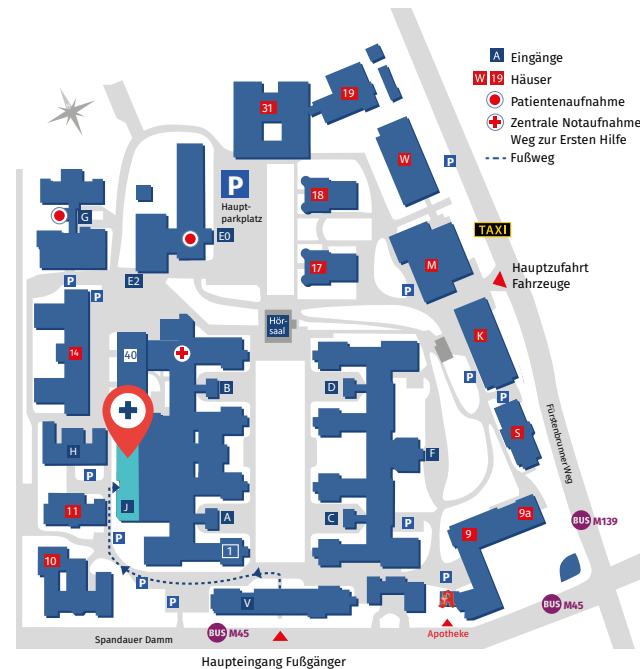 A Eingänge
W 19 Häuser
Patientenaufnahme
Zentrale Notaufnahme
Weg zur Ersten Hilfe
Fußweg
31
19
W
P
P
Haupt-
parkplatz
18
G
E0
TAXI
17
M
Hauptzufahrt
Fahrzeuge
E2
P
P
P
Hör-
saal
K
14
40
B
D
P
P
S
Fürstenbrunner Weg
H
F
P
J
11
A
C
P
9
9a
BUS M139
P
1
10
P
P
P
V
BUS M45
A
Apotheke
Spandauer Damm
BUS M45
Haupteingang Fußgänger